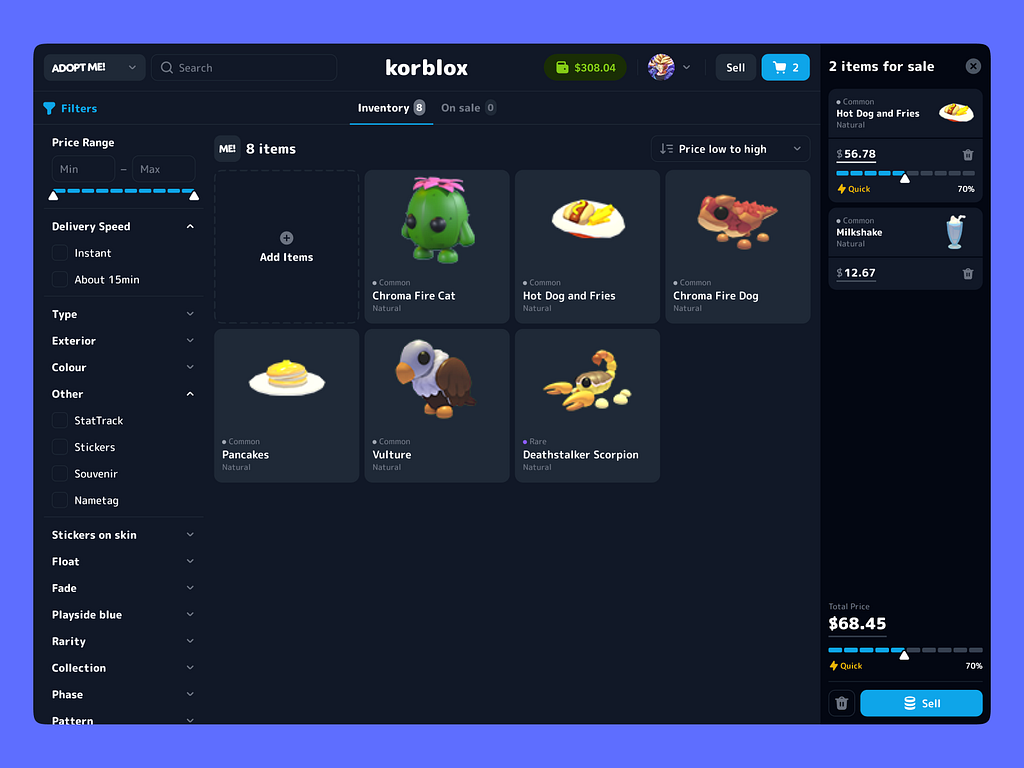 ADOPT ME!
Search
korblox
$308.04
Sell
2
Filters
Inventory 8
On sale 0
Price Range
Min – Max
Delivery Speed
Instant
About 15min
Type
Exterior
Colour
Other
StatTrack
Stickers
Souvenir
Nametag
Stickers on skin
Float
Fade
Playside blue
Rarity
Collection
Phase
Pattern
ME! 8 items
Price low to high
Add Items
Common
Chroma Fire Cat
Natural
Common
Hot Dog and Fries
Natural
Common
Chroma Fire Dog
Natural
Common
Pancakes
Natural
Common
Vulture
Natural
Rare
Deathstalker Scorpion
Natural
2 items for sale
Common
Hot Dog and Fries
Natural
$56.78
Quick 70%
Common
Milkshake
Natural
$12.67
Total Price
$68.45
Quick 70%
Sell